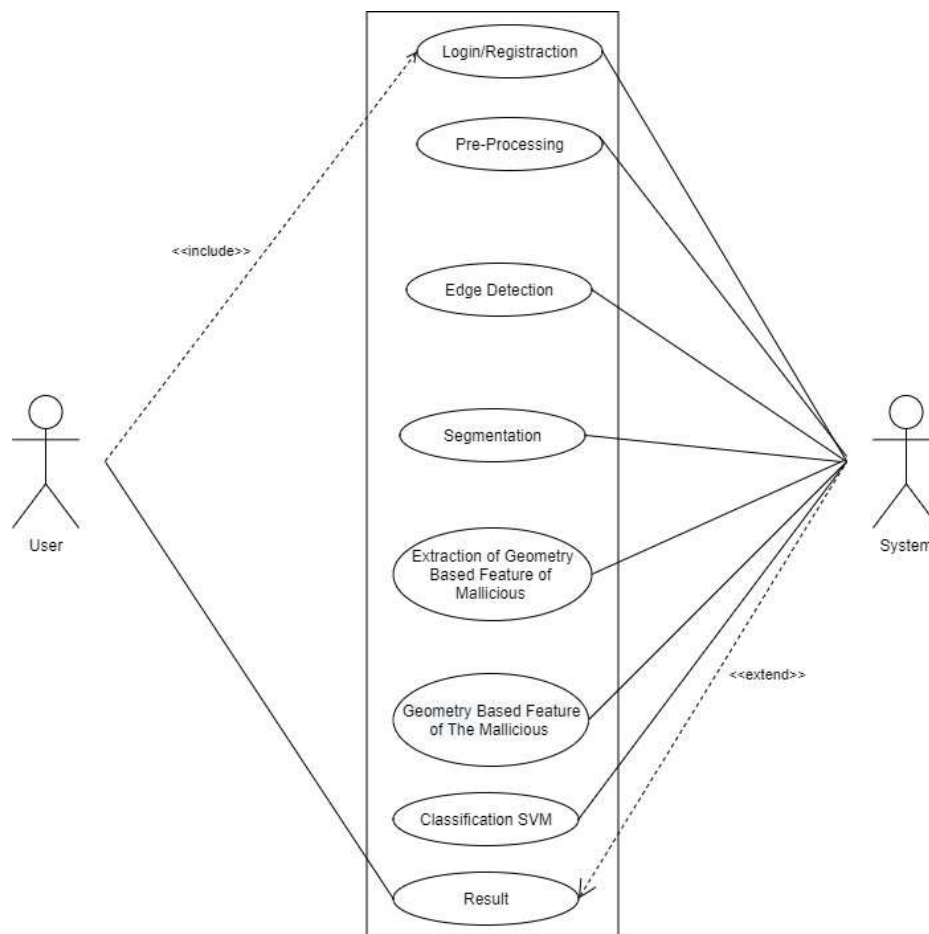 Login/Registraction
Pre-Processing
<<include>>
Edge Detection
Segmentation
User
System
Extraction of Geometry
Based Feature of
Mallicious
<<extend>>
Geometry Based Feature
of The Mallicious
Classification SVM
Result